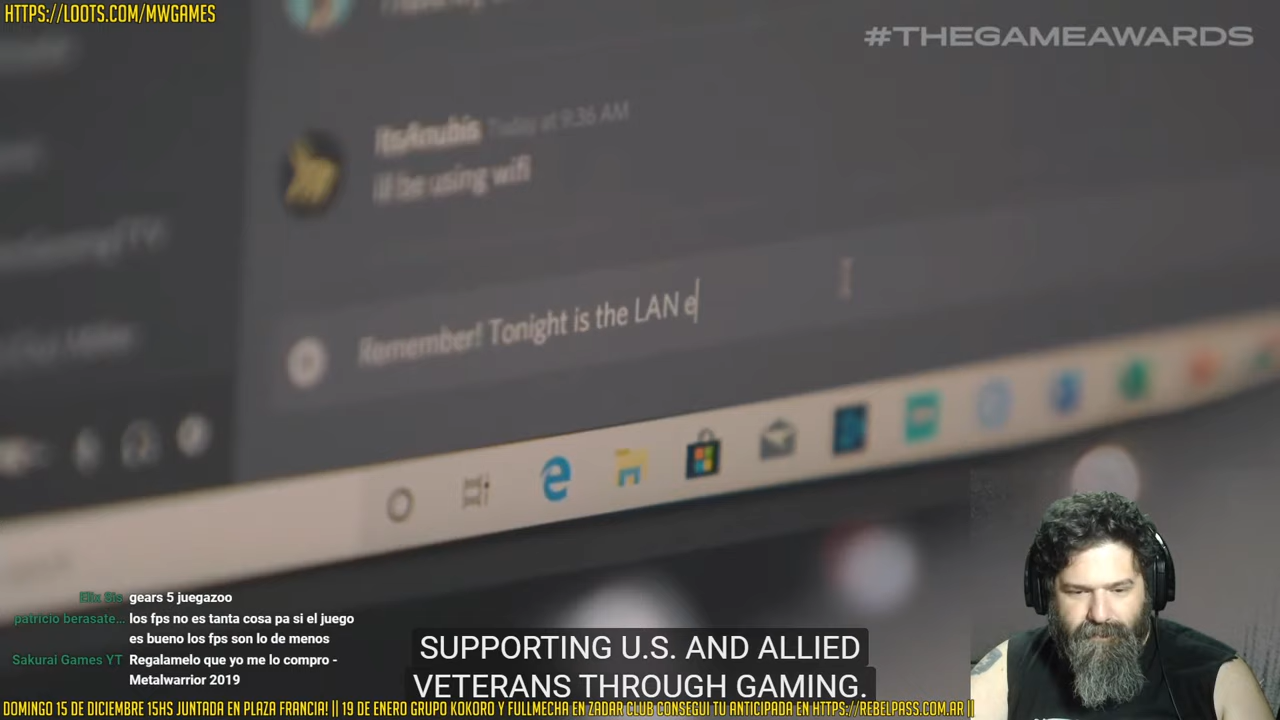 HTTPS://LOOTS.COM/MWGAMES
#THEGAMEAWARDS
ItsAnubis Today at 9:36 AM
ill be using wifi
Remember! Tonight is the LAN e
Elix Sis gears 5 juegazoo
patricio berasate... los fps no es tanta cosa pa si el juego
es bueno los fps son lo de menos
Sakurai Games YT Regalamelo que yo me lo compro -
Metalwarrior 2019
SUPPORTING U.S. AND ALLIED
VETERANS THROUGH GAMING.
DOMINGO 15 DE DICIEMBRE 15HS JUNTADA EN PLAZA FRANCIA! || 19 DE ENERO GRUPO KOKORO Y FULLMECHA EN ZADAR CLUB CONSEGUI TU ANTICIPADA EN HTTPS://REBELPASS.COM.AR ||